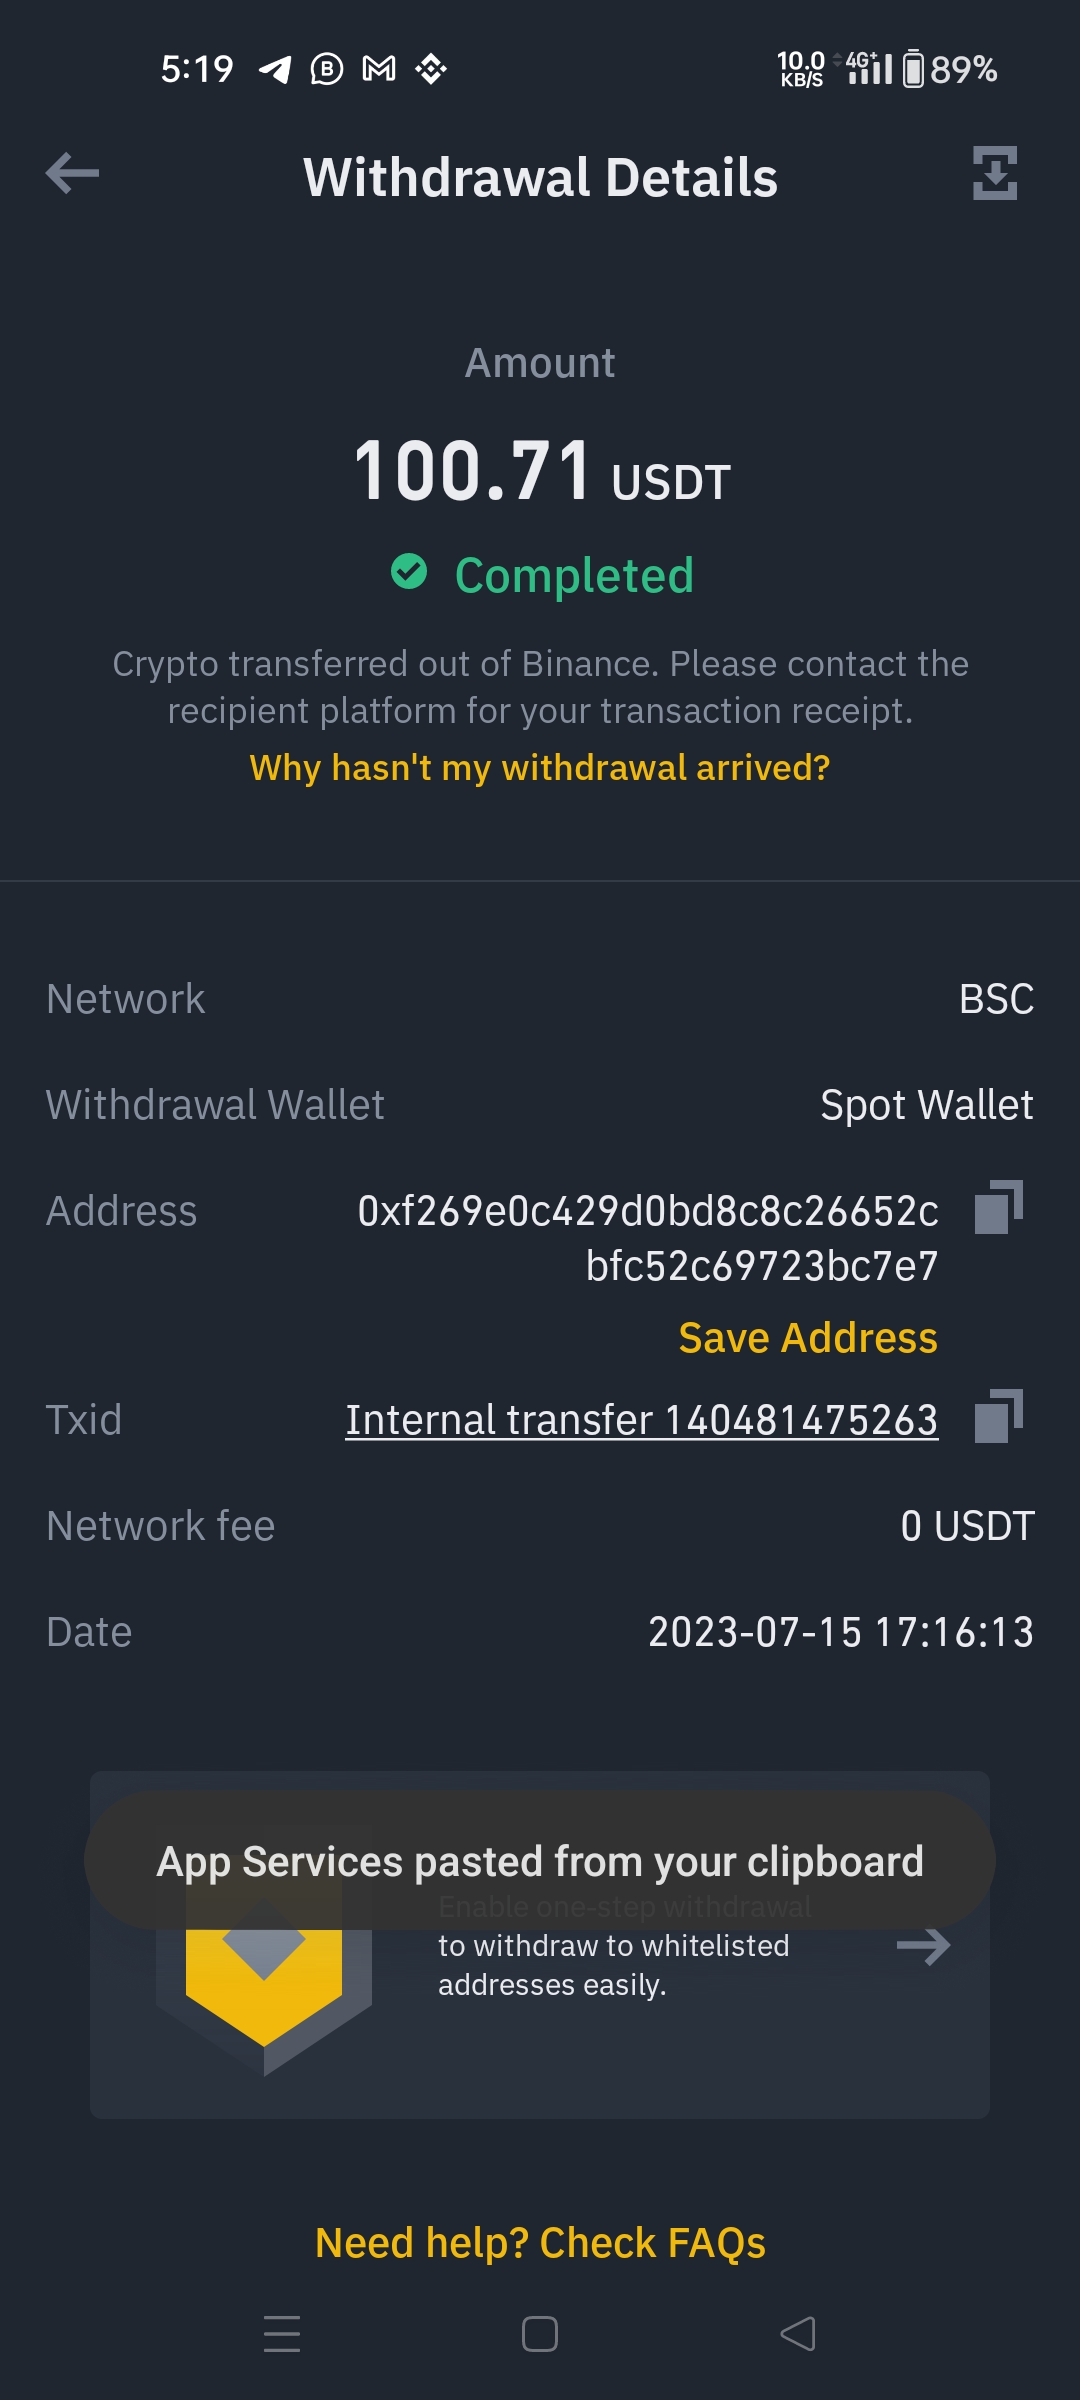 5:19
10.0 KB/S 4G+ 89%
Withdrawal Details
Amount
100.71 USDT
Completed
Crypto transferred out of Binance. Please contact the
recipient platform for your transaction receipt.
Why hasn't my withdrawal arrived?
Network BSC
Withdrawal Wallet Spot Wallet
Address 0xf269e0c429d0bd8c8c26652c
bfc52c69723bc7e7
Save Address
Txid Internal transfer 140481475263
Network fee 0 USDT
Date 2023-07-15 17:16:13
App Services pasted from your clipboard
Enable one-step withdrawal
to withdraw to whitelisted
addresses easily.
Need help? Check FAQs